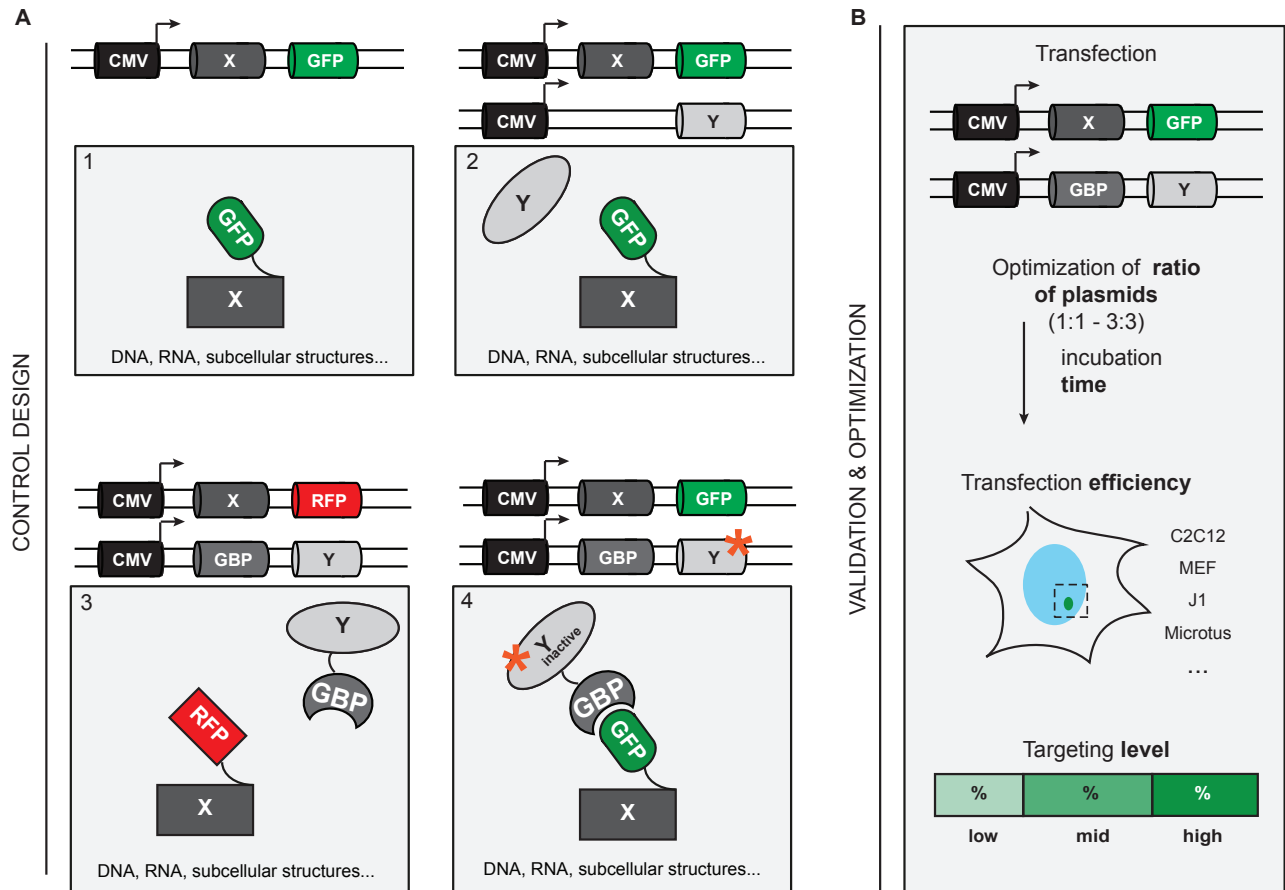 A
CONTROL DESIGN
CMV X GFP
1
GFP
X
DNA, RNA, subcellular structures...
CMV X GFP
CMV Y
2
Y
GFP
X
DNA, RNA, subcellular structures...
CMV X RFP
CMV GBP Y
3
Y
GBP
RFP
X
DNA, RNA, subcellular structures...
CMV X GFP
CMV GBP Y *
4
* Y
inactive
GBP
GFP
X
DNA, RNA, subcellular structures...
B
VALIDATION & OPTIMIZATION
Transfection
CMV X GFP
CMV GBP Y
Optimization of ratio
of plasmids
(1:1 - 3:3)
incubation
time
Transfection efficiency
C2C12
MEF
J1
Microtus
...
Targeting level
% % %
low mid high